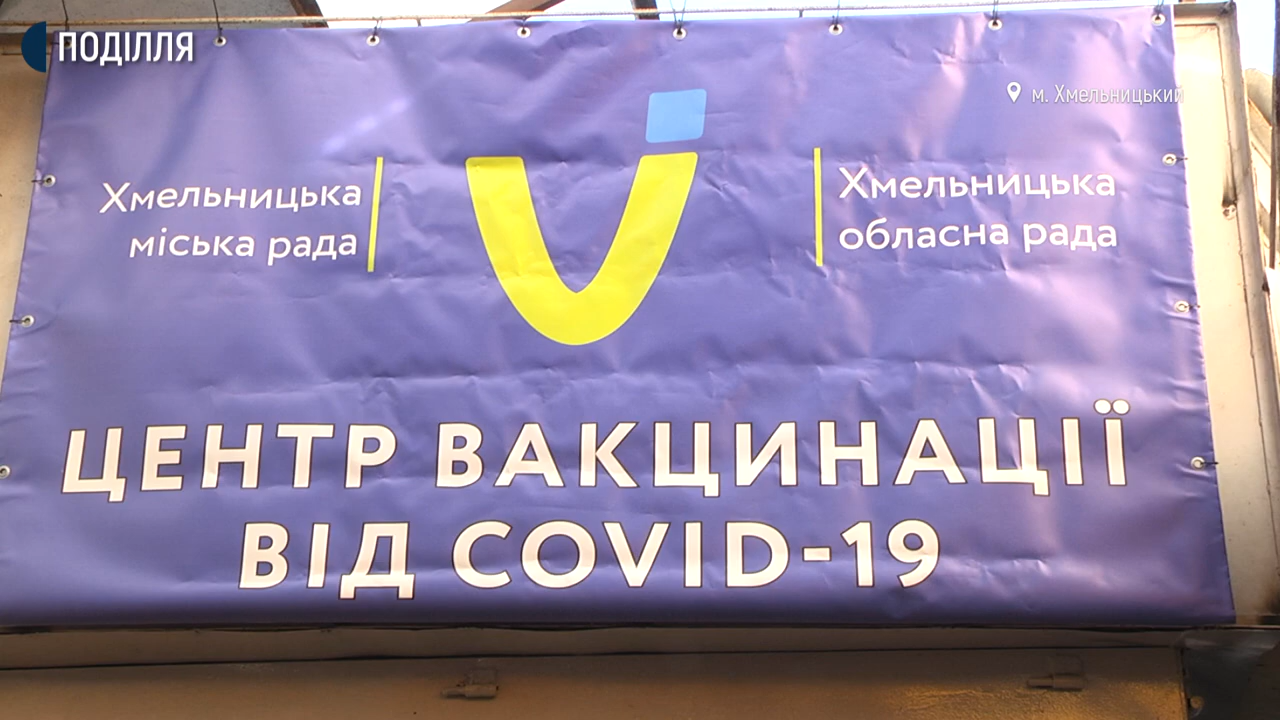 ПОДІЛЛЯ
м. Хмельницький
Хмельницька
міська рада
Хмельницька
обласна рада
ЦЕНТР ВАКЦИНАЦІЇ
ВІД COVID-19